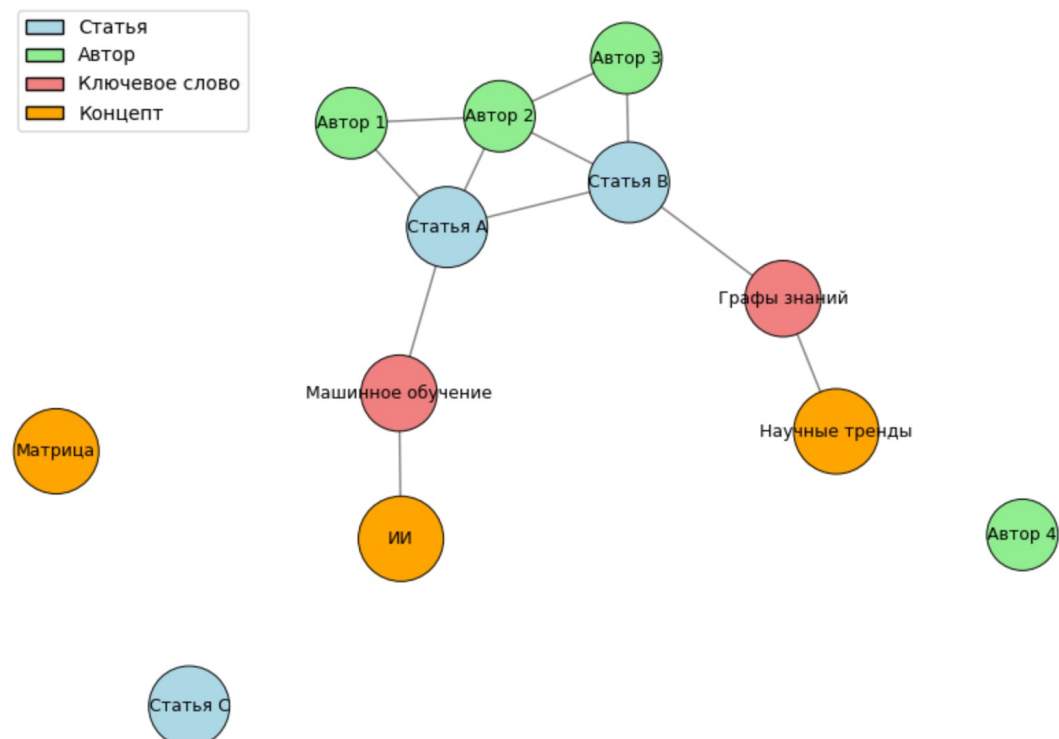 Статья
Автор
Ключевое слово
Концепт
Автор 3
Автор 1
Автор 2
Статья B
Статья A
Графы знаний
Машинное обучение
Научные тренды
Матрица
Автор 4
ИИ
Статья C